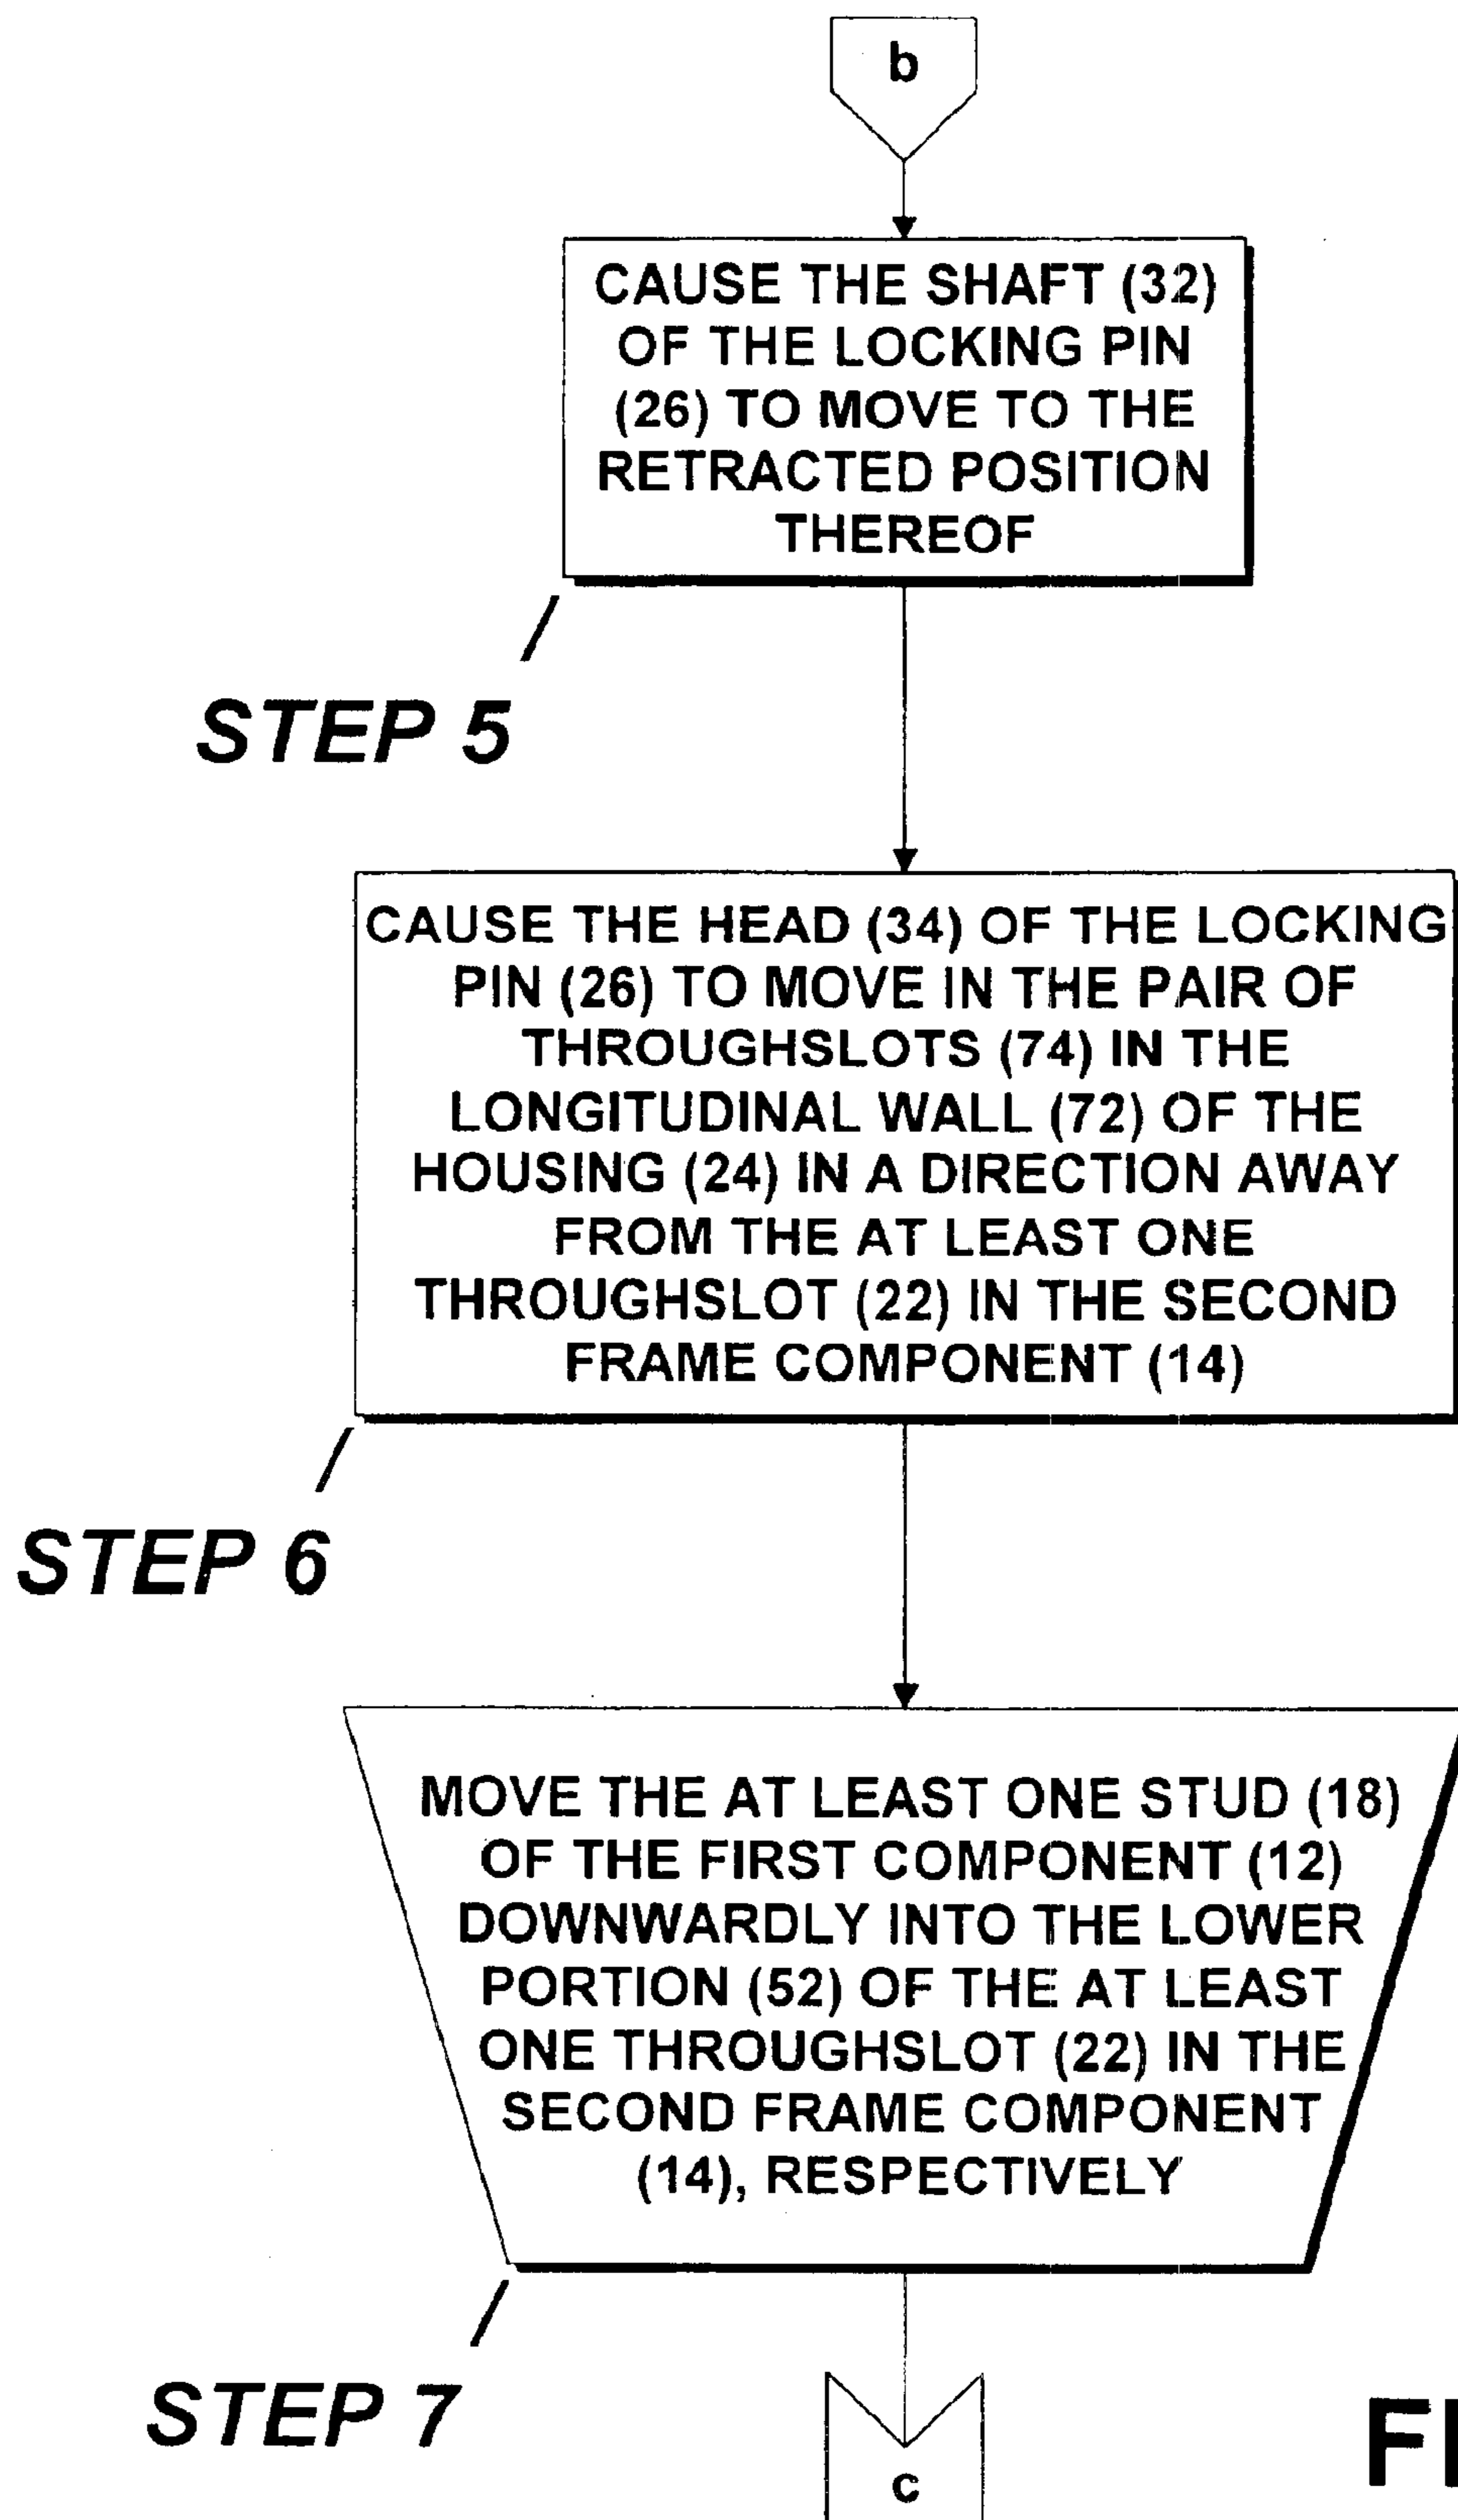 b
CAUSE THE SHAFT (32)
OF THE LOCKING PIN
(26) TO MOVE TO THE
RETRACTED POSITION
THEREOF
STEP 5
CAUSE THE HEAD (34) OF THE LOCKING
PIN (26) TO MOVE IN THE PAIR OF
THROUGHSLOTS (74) IN THE
LONGITUDINAL WALL (72) OF THE
HOUSING (24) IN A DIRECTION AWAY
FROM THE AT LEAST ONE
THROUGHSLOT (22) IN THE SECOND
FRAME COMPONENT (14)
STEP 6
MOVE THE AT LEAST ONE STUD (18)
OF THE FIRST COMPONENT (12)
DOWNWARDLY INTO THE LOWER
PORTION (52) OF THE AT LEAST
ONE THROUGHSLOT (22) IN THE
SECOND FRAME COMPONENT
(14), RESPECTIVELY
STEP 7
c